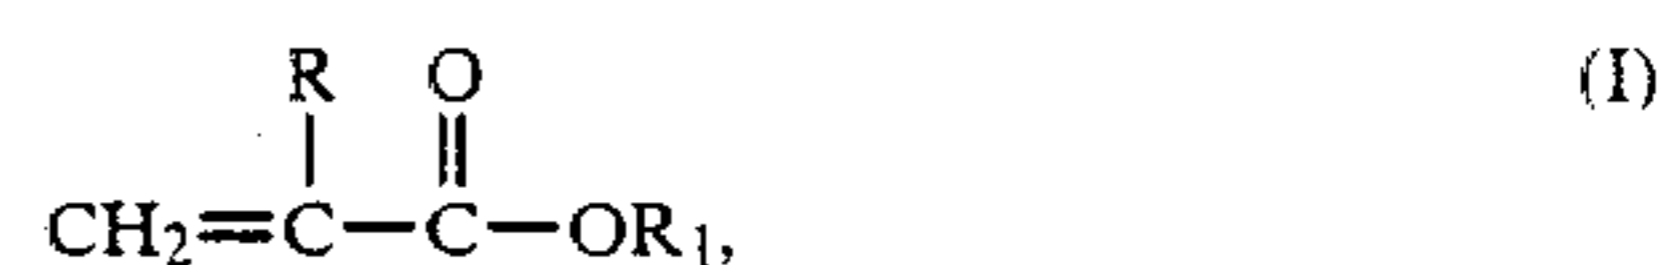 R O (I)
CH₂=C—C—OR₁,